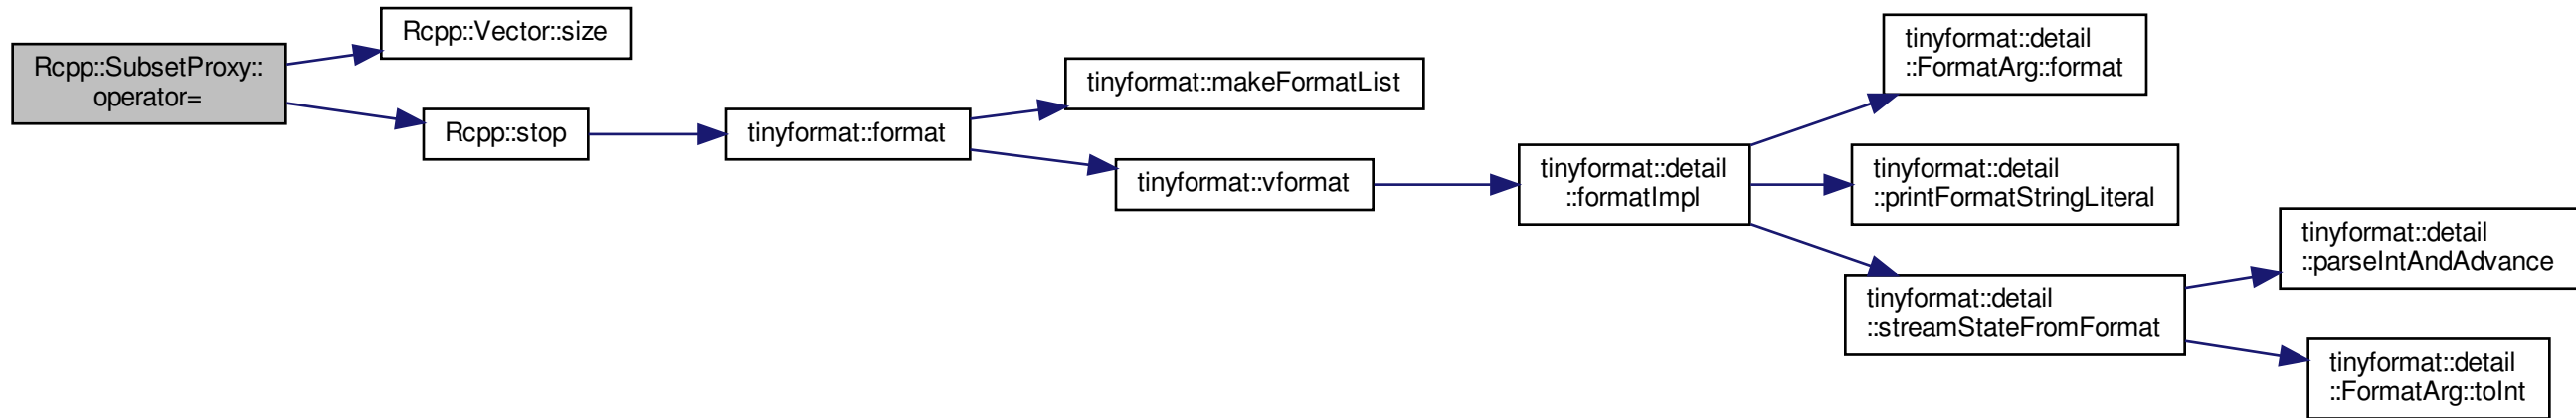 Rcpp::SubsetProxy::
operator=
Rcpp::Vector::size
Rcpp::stop
tinyformat::format
tinyformat::makeFormatList
tinyformat::vformat
tinyformat::detail
::formatImpl
tinyformat::detail
::FormatArg::format
tinyformat::detail
::printFormatStringLiteral
tinyformat::detail
::streamStateFromFormat
tinyformat::detail
::parseIntAndAdvance
tinyformat::detail
::FormatArg::toInt